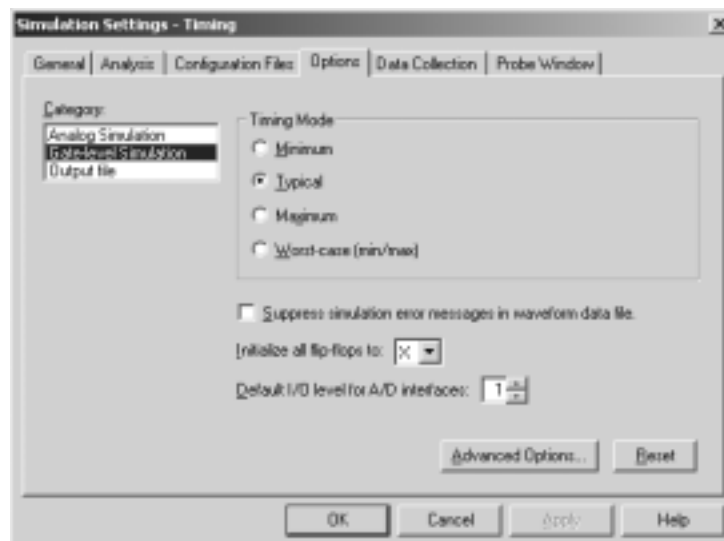 Simulation Settings - Timing
General Analysis Configuration Files Options Data Collection Probe Window
Category:
Analog Simulation
Gate-level Simulation
Output file
Timing Mode
Minimum
Typical
Maximum
Worst-case (min/max)
Suppress simulation error messages in waveform data file.
Initialize all flip-flops to: X
Default I/O level for A/D interfaces: 1
Advanced Options... Reset
OK Cancel Apply Help